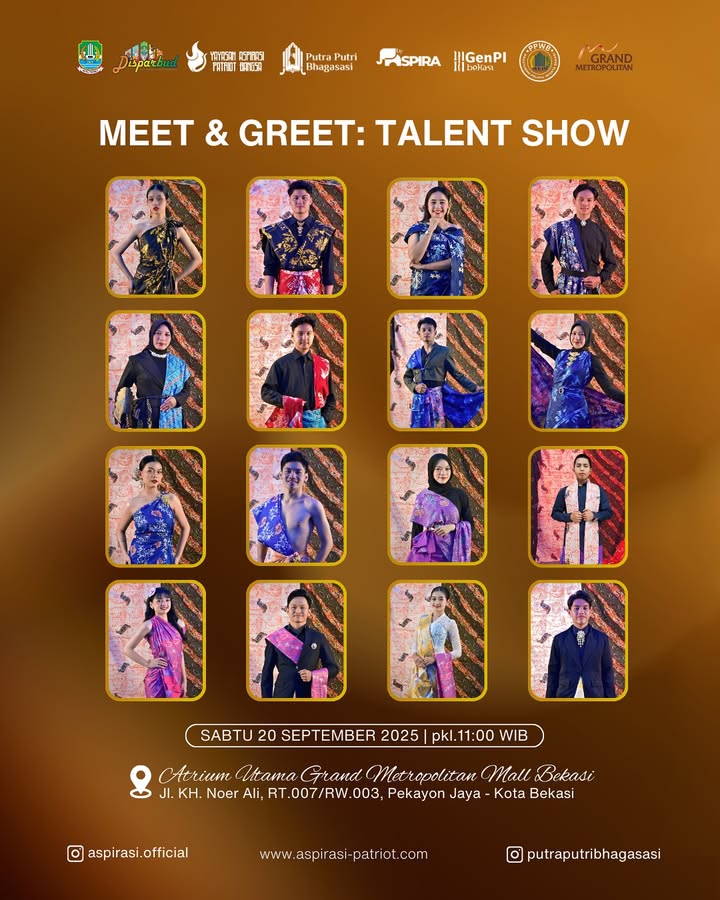 Disparbud
YAYASAN ASPIRASI
PATRIOT BANGSA
Putra Putri
Bhagasasi
by
ASPIRA
GenPI
beKasi
PPWB
GRAND
METROPOLITAN
MEET & GREET: TALENT SHOW
SABTU 20 SEPTEMBER 2025 | pkl.11:00 WIB
Atrium Utama Grand Metropolitan Mall Bekasi
Jl. KH. Noer Ali, RT.007/RW.003, Pekayon Jaya - Kota Bekasi
aspirasi.official
www.aspirasi-patriot.com
putraputribhagasasi